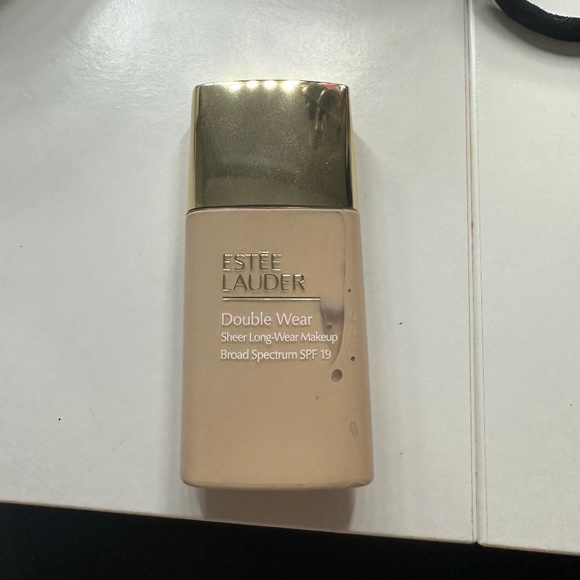 ESTĒE
LAUDER
Double Wear
Sheer Long-Wear Makeup
Broad Spectrum SPF 19